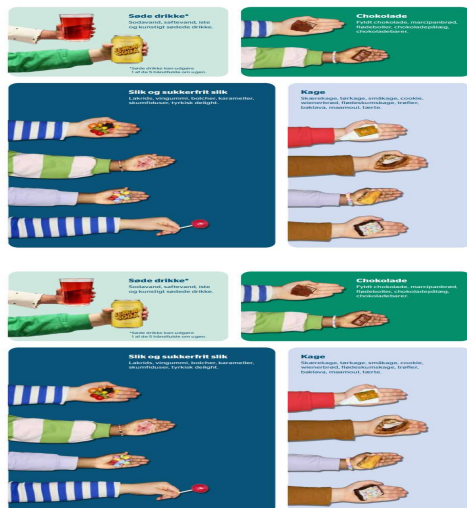 Søde drikke*
Sodavand, saftevand, iste
og kunstigt sødede drikke.
*Søde drikke kan udgøre
1 af de 5 håndfulde om ugen.
Chokolade
Fyldt chokolade, marcipanbrød,
flødeboller, chokoladepålæg,
chokoladebarer.
Slik og sukkerfrit slik
Lakrids, vingummi, bolcher, karameller,
skumfiduser, tyrkisk delight.
Kage
Skærekage, tørkage, småkage, cookie,
wienerbrød, flødeskumskage, trøfler,
baklava, maamoul, tærte.
Søde drikke*
Sodavand, saftevand, iste
og kunstigt sødede drikke.
*Søde drikke kan udgøre
1 af de 5 håndfulde om ugen.
Chokolade
Fyldt chokolade, marcipanbrød,
flødeboller, chokoladepålæg,
chokoladebarer.
Slik og sukkerfrit slik
Lakrids, vingummi, bolcher, karameller,
skumfiduser, tyrkisk delight.
Kage
Skærekage, tørkage, småkage, cookie,
wienerbrød, flødeskumskage, trøfler,
baklava, maamoul, tærte.